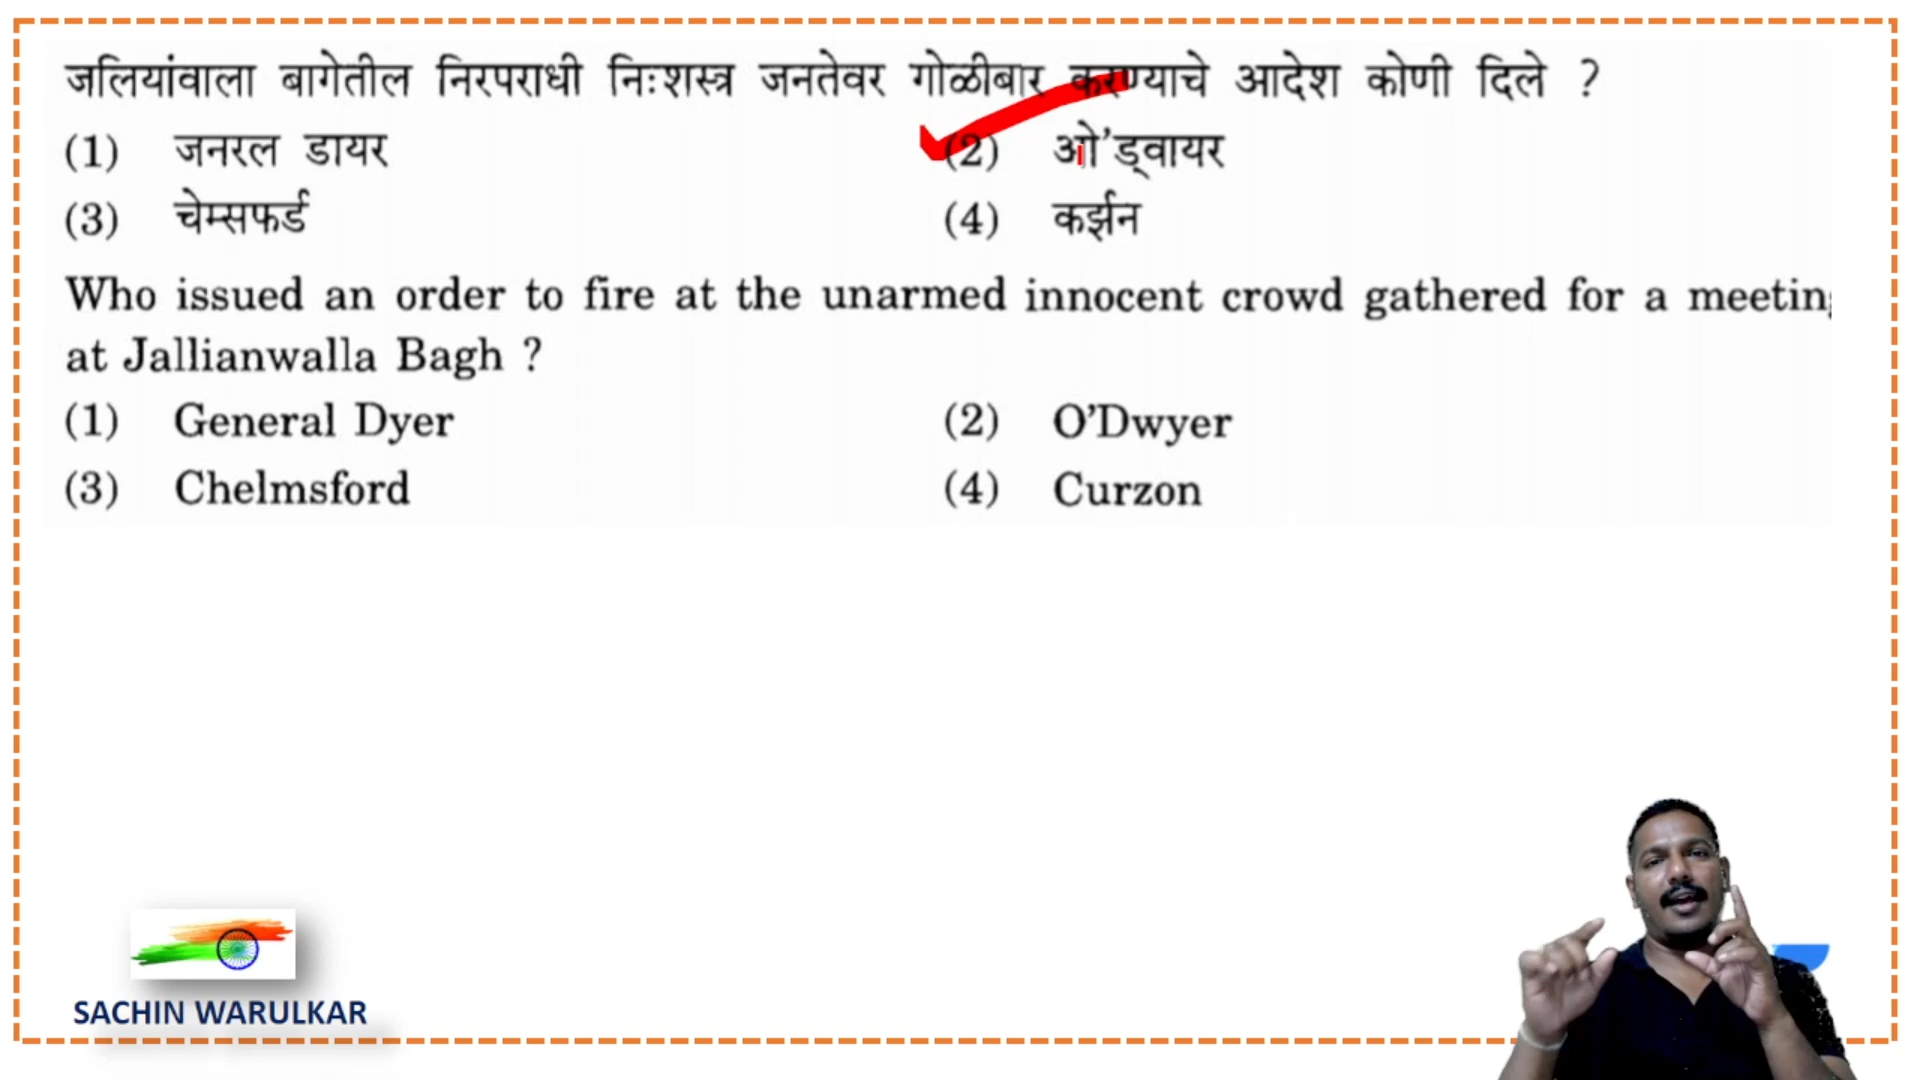 जलियांवाला बागेतील निरपराधी निःशस्त्र जनतेवर गोळीबार करण्याचे आदेश कोणी दिले ?
(1) जनरल डायर (2) ओ’ड्वायर
(3) चेम्सफर्ड (4) कर्झन
Who issued an order to fire at the unarmed innocent crowd gathered for a meetin
at Jallianwalla Bagh ?
(1) General Dyer (2) O’Dwyer
(3) Chelmsford (4) Curzon
SACHIN WARULKAR